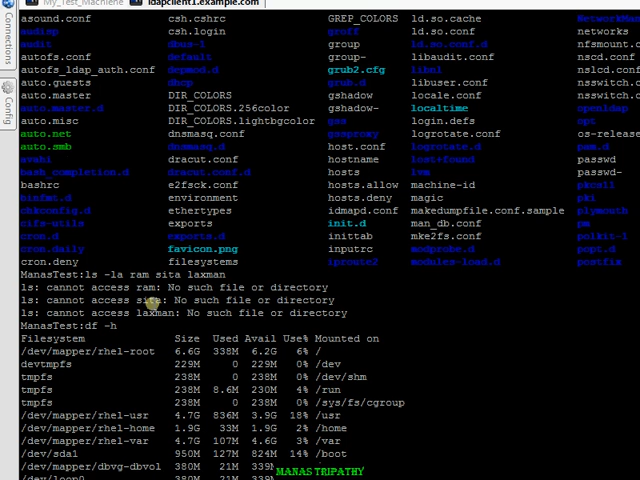 My_Test_Machiene ldapclient1.example.com
Connections
Config
asound.conf csh.cshrc GREP_COLORS ld.so.cache NetworkMan
audisp csh.login groff ld.so.conf networks
audit dbus-1 group ld.so.conf.d nfsmount.co
autofs.conf default group- libaudit.conf nscd.conf
autofs_ldap_auth.conf depmod.d grub2.cfg libnl nslcd.conf
auto.guests dhcp grub.d libuser.conf nsswitch.co
auto.master DIR_COLORS gshadow locale.conf nsswitch.co
auto.master.d DIR_COLORS.256color gshadow- localtime openldap
auto.misc DIR_COLORS.lightbgcolor gss login.defs opt
auto.net dnsmasq.conf gssproxy logrotate.conf os-release
auto.smb dnsmasq.d host.conf logrotate.d pam.d
avahi dracut.conf hostname lost+found passwd
bash_completion.d dracut.conf.d hosts lvm passwd-
bashrc e2fsck.conf hosts.allow machine-id pkcs11
binfmt.d environment hosts.deny magic pki
chkconfig.d ethertypes idmapd.conf makedumpfile.conf.sample plymouth
cifs-utils exports init.d man_db.conf pm
cron.d exports.d inittab mke2fs.conf polkit-1
cron.daily favicon.png inputrc modprobe.d popt.d
cron.deny filesystems iproute2 modules-load.d postfix
ManasTest:ls -la ram sita laxman
ls: cannot access ram: No such file or directory
ls: cannot access sita: No such file or directory
ls: cannot access laxman: No such file or directory
ManasTest:df -h
Filesystem Size Used Avail Use% Mounted on
/dev/mapper/rhel-root 6.6G 338M 6.2G 6% /
devtmpfs 229M 0 229M 0% /dev
tmpfs 238M 0 238M 0% /dev/shm
tmpfs 238M 8.6M 230M 4% /run
tmpfs 238M 0 238M 0% /sys/fs/cgroup
/dev/mapper/rhel-usr 4.7G 836M 3.9G 18% /usr
/dev/mapper/rhel-home 1.9G 33M 1.9G 2% /home
/dev/mapper/rhel-var 4.7G 107M 4.6G 3% /var
/dev/sda1 950M 127M 824M 14% /boot
/dev/mapper/dbvg-dbvol 380M 21M 339M
/dev/loop0 380M 21M 339M
MANAS TRIPATHY